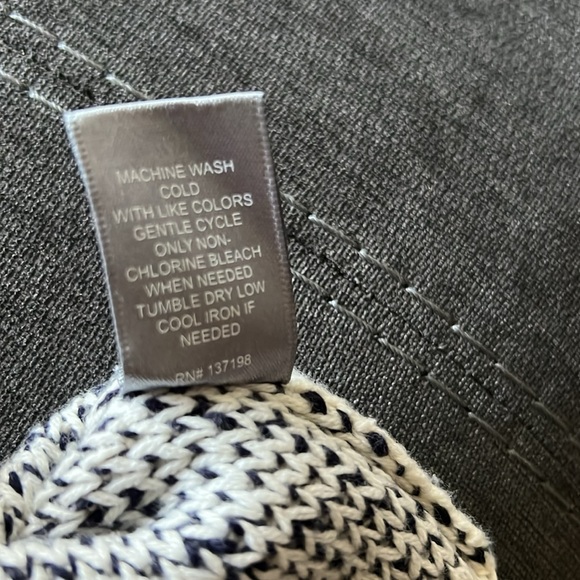 MACHINE WASH
COLD
WITH LIKE COLORS
GENTLE CYCLE
ONLY NON-
CHLORINE BLEACH
WHEN NEEDED
TUMBLE DRY LOW
COOL IRON IF
NEEDED
RN# 137198